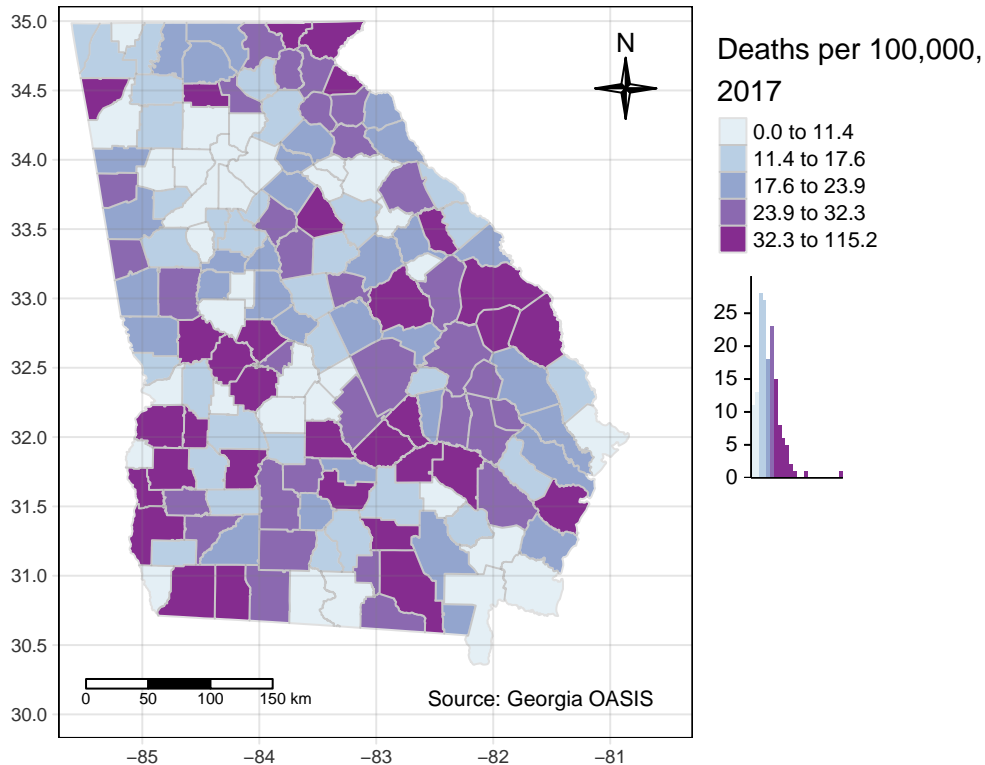 35.0
34.5
34.0
33.5
33.0
32.5
32.0
31.5
31.0
30.5
30.0
−85
−84
−83
−82
−81
N
0
50
100
150 km
Source: Georgia OASIS
Deaths per 100,000,
2017
0.0 to 11.4
11.4 to 17.6
17.6 to 23.9
23.9 to 32.3
32.3 to 115.2
25
20
15
10
5
0